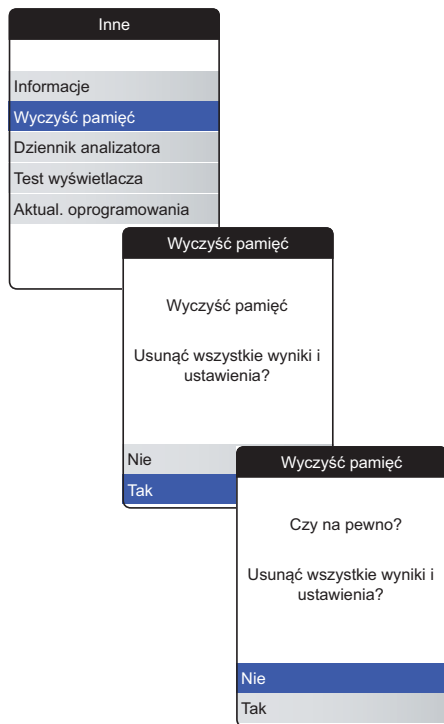 Inne
Informacje
Wyczyść pamięć
Dziennik analizatora
Test wyświetlacza
Aktual. oprogramowania
Wyczyść pamięć
Wyczyść pamięć
Usunąć wszystkie wyniki i
ustawienia?
Nie
Tak
Wyczyść pamięć
Czy na pewno?
Usunąć wszystkie wyniki i
ustawienia?
Nie
Tak